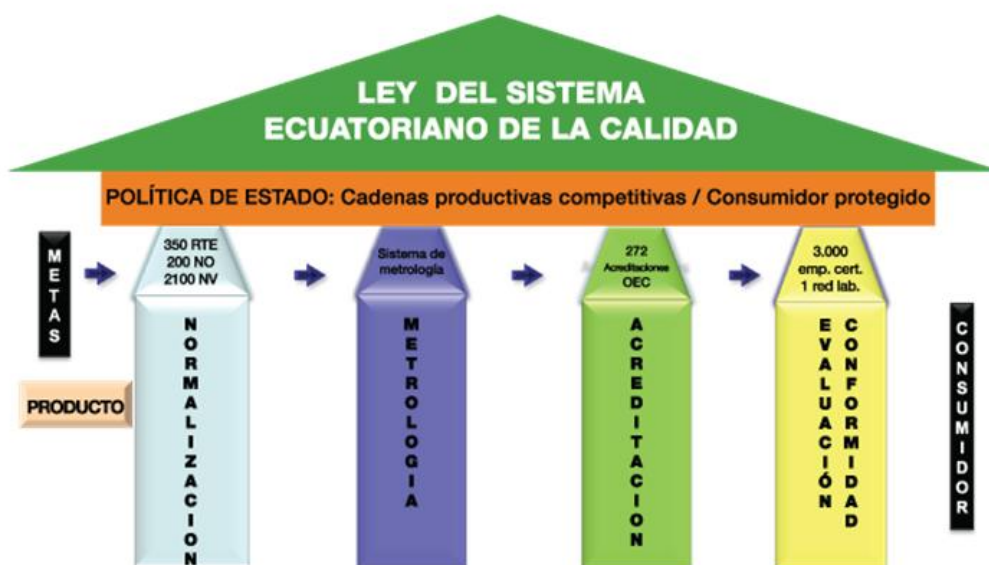 LEY DEL SISTEMA
ECUATORIANO DE LA CALIDAD
POLÍTICA DE ESTADO: Cadenas productivas competitivas / Consumidor protegido
METAS
350 RTE
200 NO
2100 NV
Sistema de
metrología
272
Acreditaciones
OEC
3.000
emp. cert.
1 red lab.
PRODUCTO
NORMALIZACION
METROLOGIA
ACREDITACION
EVALUACIÓN
CONFORMIDAD
CONSUMIDOR